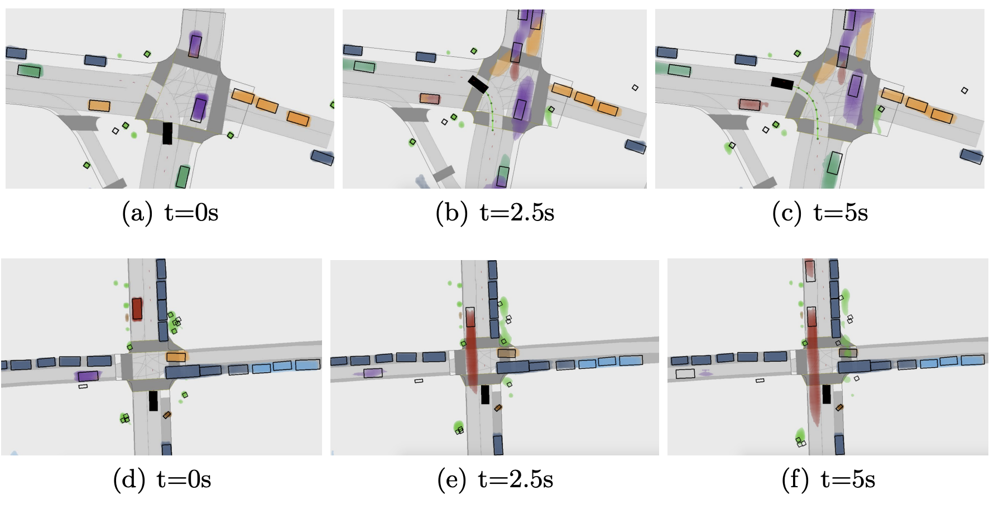 (a) t=0s
(b) t=2.5s
(c) t=5s
(d) t=0s
(e) t=2.5s
(f) t=5s